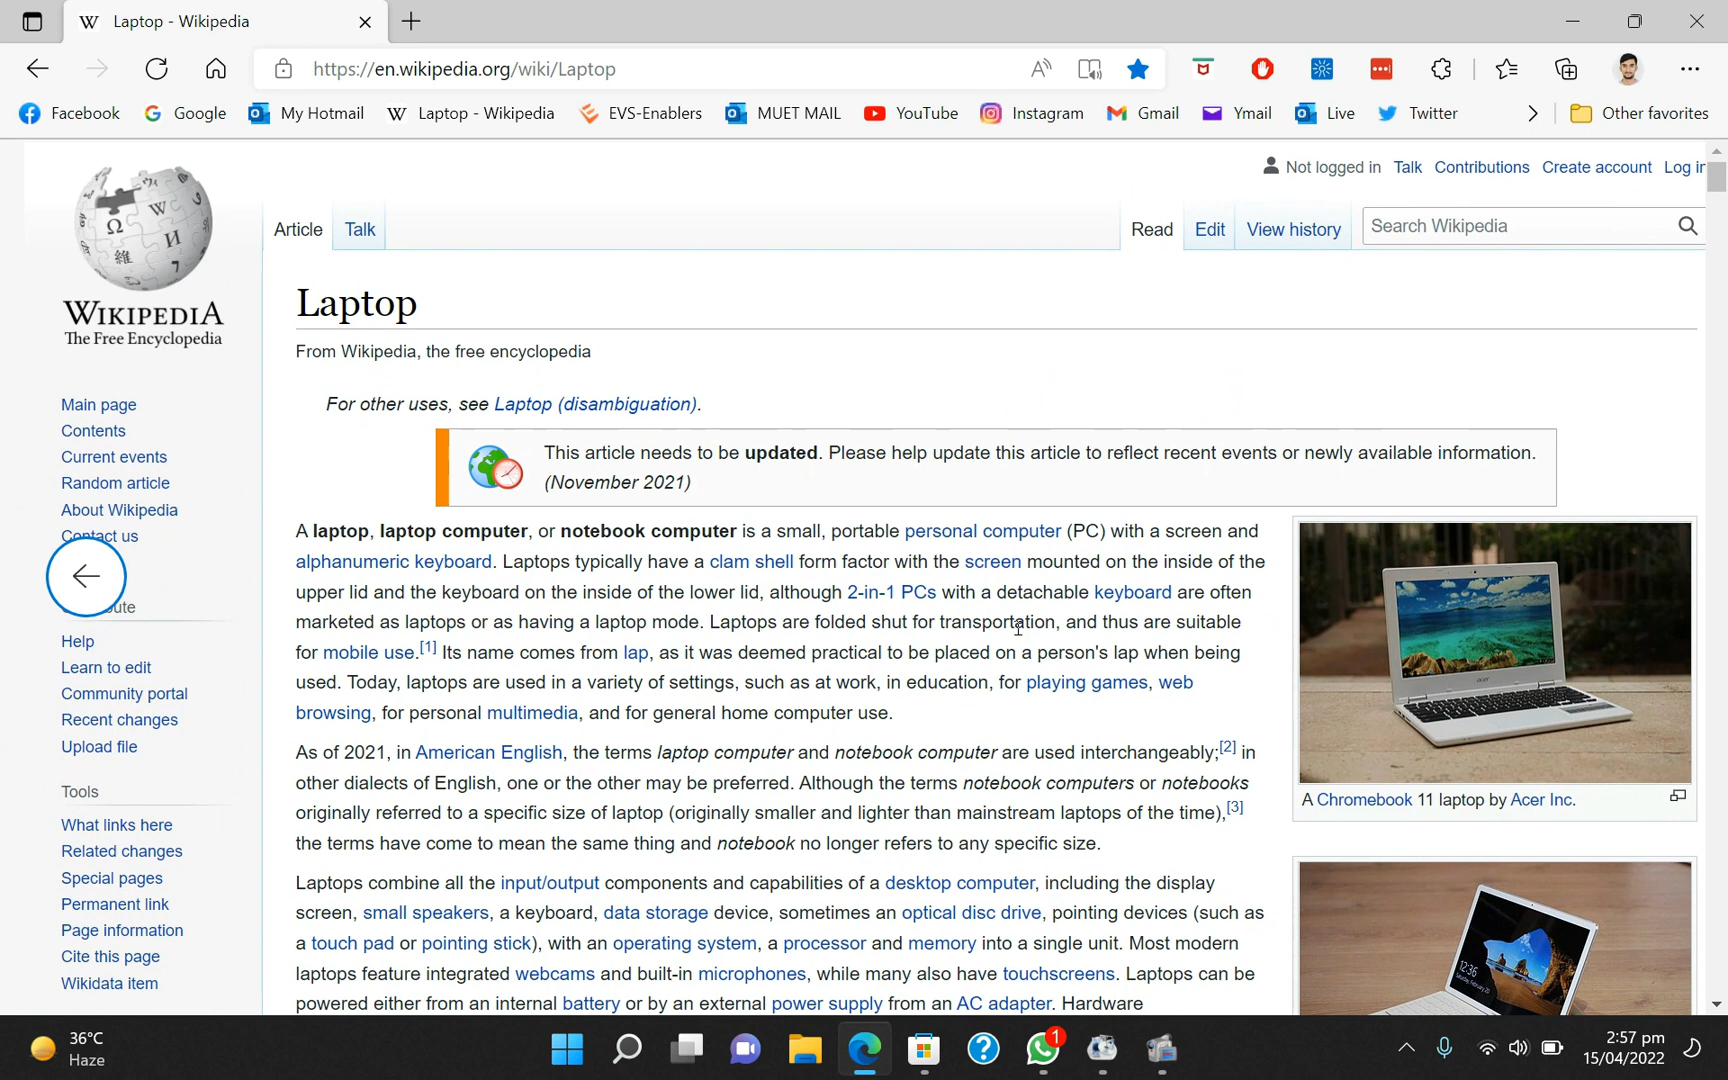 Laptop - Wikipedia
https://en.wikipedia.org/wiki/Laptop
Facebook Google My Hotmail Laptop - Wikipedia EVS-Enablers MUET MAIL YouTube Instagram Gmail Ymail Live Twitter Other favorites
Not logged in Talk Contributions Create account Log in
WIKIPEDIA
The Free Encyclopedia
Article Talk Read Edit View history Search Wikipedia
Laptop
From Wikipedia, the free encyclopedia
For other uses, see Laptop (disambiguation).
This article needs to be updated. Please help update this article to reflect recent events or newly available information.
(November 2021)
Main page
Contents
Current events
Random article
About Wikipedia
Contact us
Help
Learn to edit
Community portal
Recent changes
Upload file
Tools
What links here
Related changes
Special pages
Permanent link
Page information
Cite this page
Wikidata item
A laptop, laptop computer, or notebook computer is a small, portable personal computer (PC) with a screen and
alphanumeric keyboard. Laptops typically have a clam shell form factor with the screen mounted on the inside of the
upper lid and the keyboard on the inside of the lower lid, although 2-in-1 PCs with a detachable keyboard are often
marketed as laptops or as having a laptop mode. Laptops are folded shut for transportation, and thus are suitable
for mobile use.[1] Its name comes from lap, as it was deemed practical to be placed on a person's lap when being
used. Today, laptops are used in a variety of settings, such as at work, in education, for playing games, web
browsing, for personal multimedia, and for general home computer use.
As of 2021, in American English, the terms laptop computer and notebook computer are used interchangeably;[2] in
other dialects of English, one or the other may be preferred. Although the terms notebook computers or notebooks
originally referred to a specific size of laptop (originally smaller and lighter than mainstream laptops of the time),[3]
the terms have come to mean the same thing and notebook no longer refers to any specific size.
Laptops combine all the input/output components and capabilities of a desktop computer, including the display
screen, small speakers, a keyboard, data storage device, sometimes an optical disc drive, pointing devices (such as
a touch pad or pointing stick), with an operating system, a processor and memory into a single unit. Most modern
laptops feature integrated webcams and built-in microphones, while many also have touchscreens. Laptops can be
powered either from an internal battery or by an external power supply from an AC adapter. Hardware
acer
A Chromebook 11 laptop by Acer Inc.
12:36
36°C
Haze
1
2:57 pm
15/04/2022